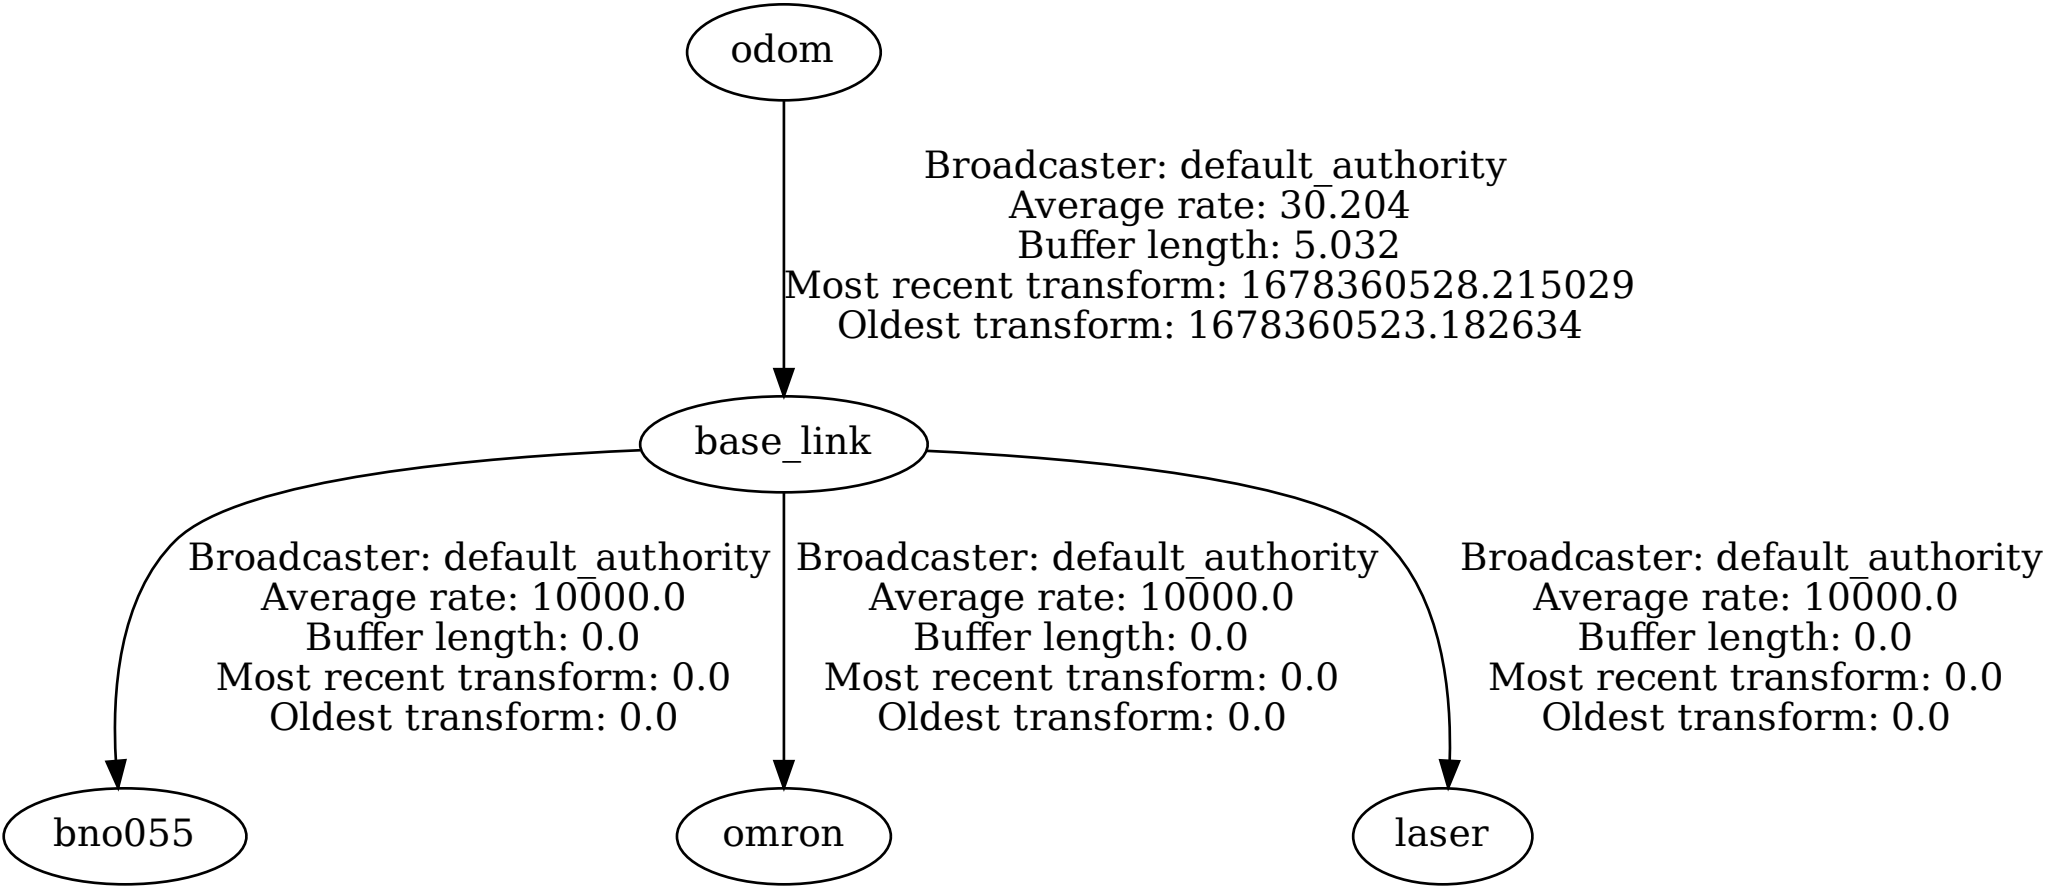 odom
Broadcaster: default_authority
Average rate: 30.204
Buffer length: 5.032
Most recent transform: 1678360528.215029
Oldest transform: 1678360523.182634
base_link
Broadcaster: default_authority
Average rate: 10000.0
Buffer length: 0.0
Most recent transform: 0.0
Oldest transform: 0.0
Broadcaster: default_authority
Average rate: 10000.0
Buffer length: 0.0
Most recent transform: 0.0
Oldest transform: 0.0
Broadcaster: default_authority
Average rate: 10000.0
Buffer length: 0.0
Most recent transform: 0.0
Oldest transform: 0.0
bno055
omron
laser